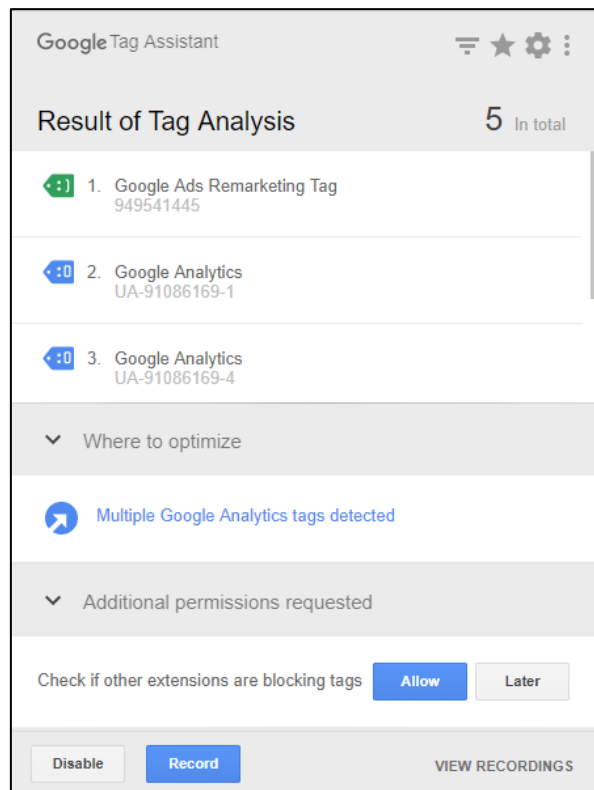 Google Tag Assistant
Result of Tag Analysis 5 In total
1. Google Ads Remarketing Tag
949541445
2. Google Analytics
UA-91086169-1
3. Google Analytics
UA-91086169-4
Where to optimize
Multiple Google Analytics tags detected
Additional permissions requested
Check if other extensions are blocking tags Allow Later
Disable Record VIEW RECORDINGS